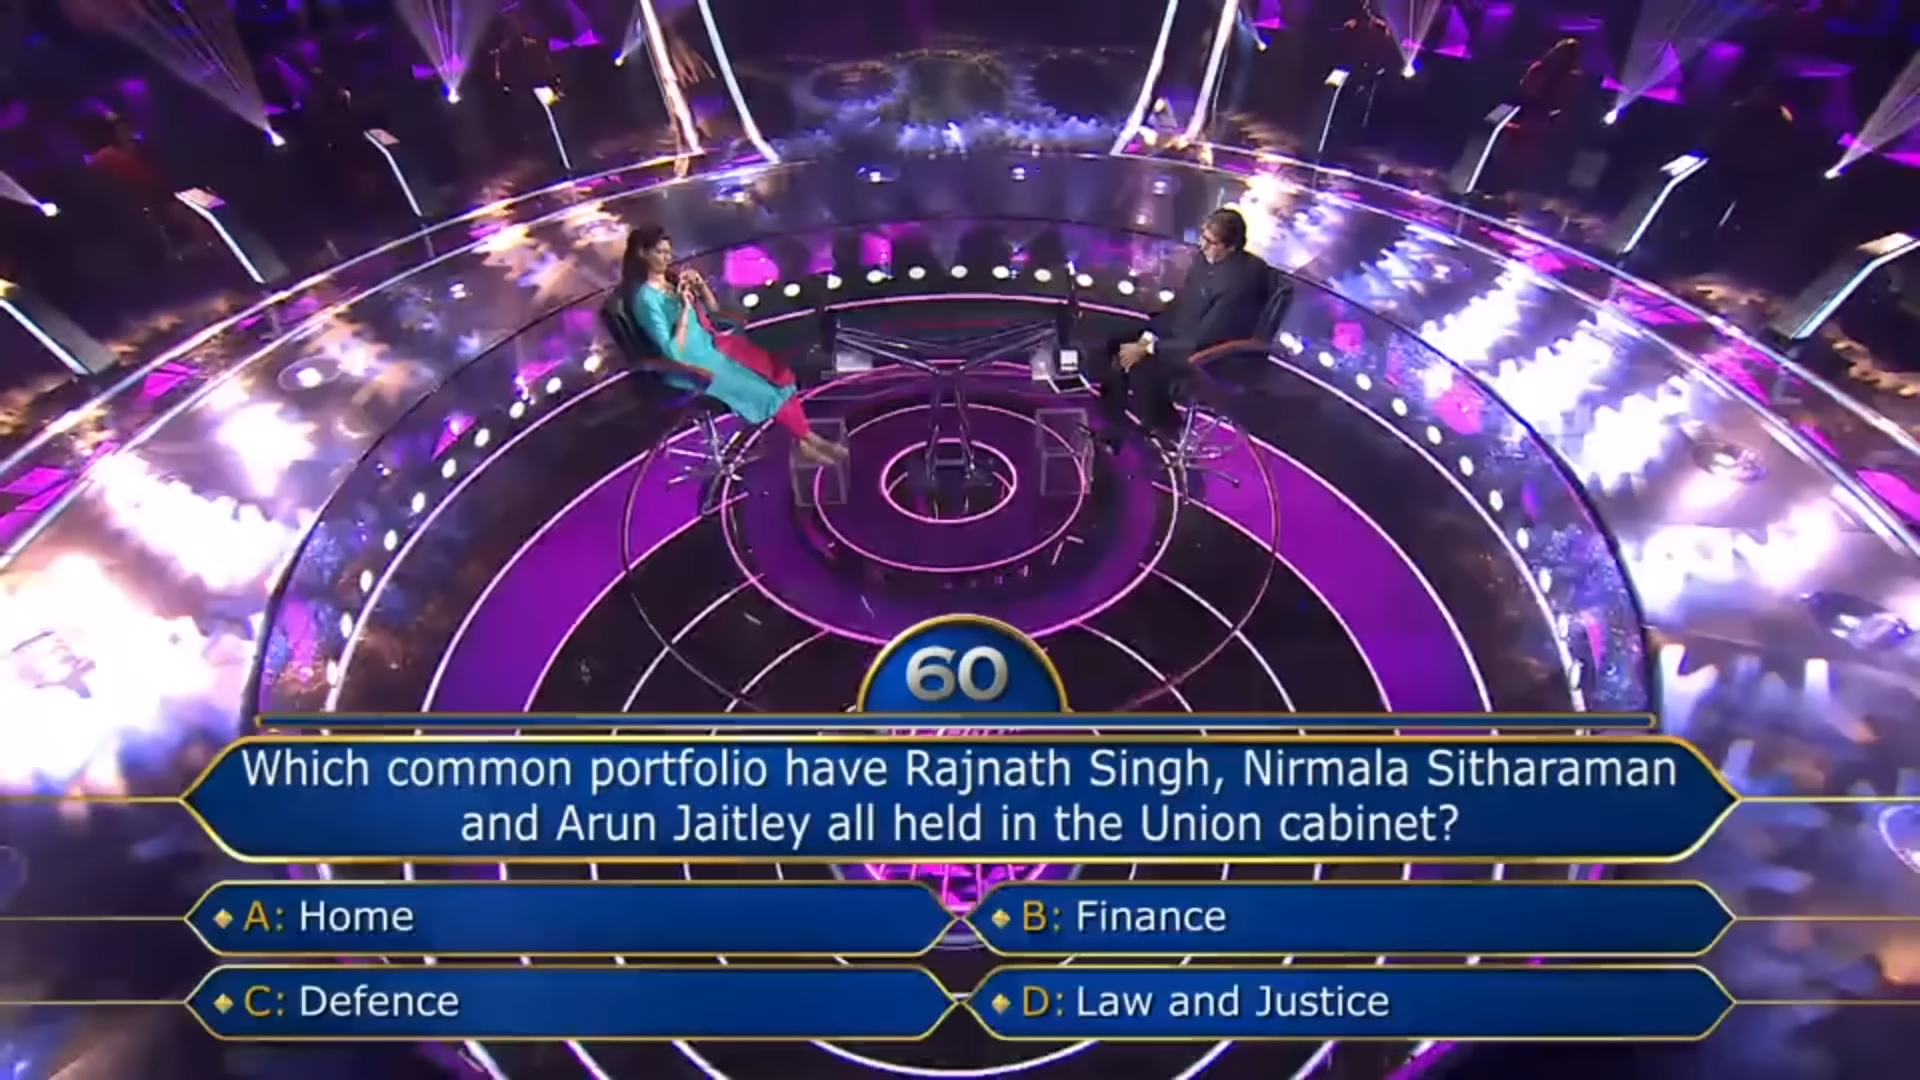 60
Which common portfolio have Rajnath Singh, Nirmala Sitharaman
and Arun Jaitley all held in the Union cabinet?
A: Home
B: Finance
C: Defence
D: Law and Justice